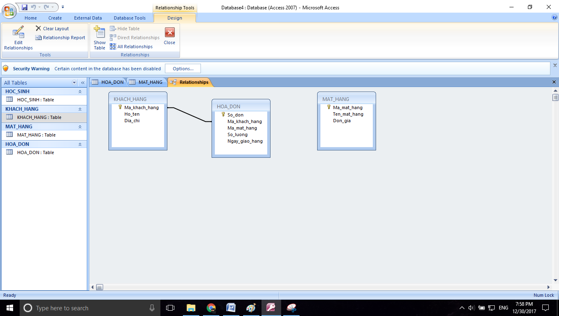 Relationship Tools
Database4 : Database (Access 2007) - Microsoft Access
Home Create External Data Database Tools Design
Edit Relationships
Clear Layout
Relationship Report
Tools
Show Table
Hide Table
Direct Relationships
All Relationships
Close
Relationships
Security Warning Certain content in the database has been disabled Options...
All Tables
HOC_SINH
HOC_SINH : Table
KHACH_HANG
KHACH_HANG : Table
MAT_HANG
MAT_HANG : Table
HOA_DON
HOA_DON : Table
HOA_DON MAT_HANG Relationships
KHACH_HANG
Ma_khach_hang
Ho_ten
Dia_chi
HOA_DON
So_don
Ma_khach_hang
Ma_mat_hang
So_luong
Ngay_giao_hang
MAT_HANG
Ma_mat_hang
Ten_mat_hang
Don_gia
Ready
Num Lock
Type here to search
ENG
7:50 PM
12/30/2017